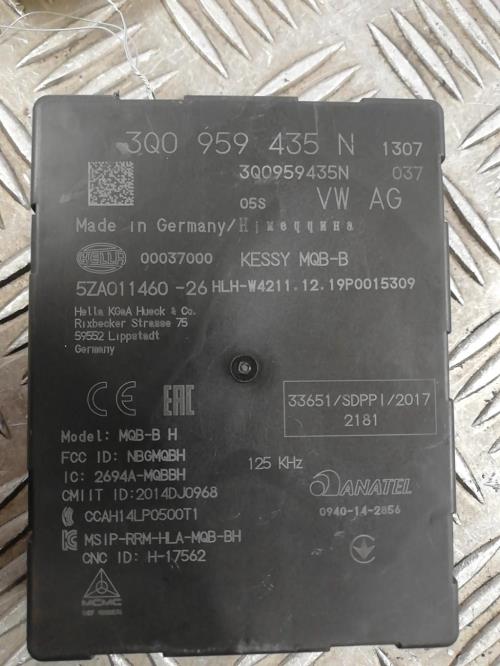 3Q0 959 435 N 1307
3Q0959435N 037
05S VW AG
Made in Germany/Німеччина
HELLA 00037000 KESSY MQB-B
5ZA011460-26 HLH-W4211.12.19P0015309
Hella KGaA Hueck & Co.
Rixbecker Strasse 75
59552 Lippstadt
Germany
CE EAC
33651/SDPPI/2017
2181
Model: MQB-B H
FCC ID: NBGMQBH
125 KHz
IC: 2694A-MQBBH
CMIIT ID:2014DJ0968
ANATEL
CCAH14LP0500T1
0940-14-2856
MSIP-RRM-HLA-MQB-BH
CNC ID: H-17562
MCMC